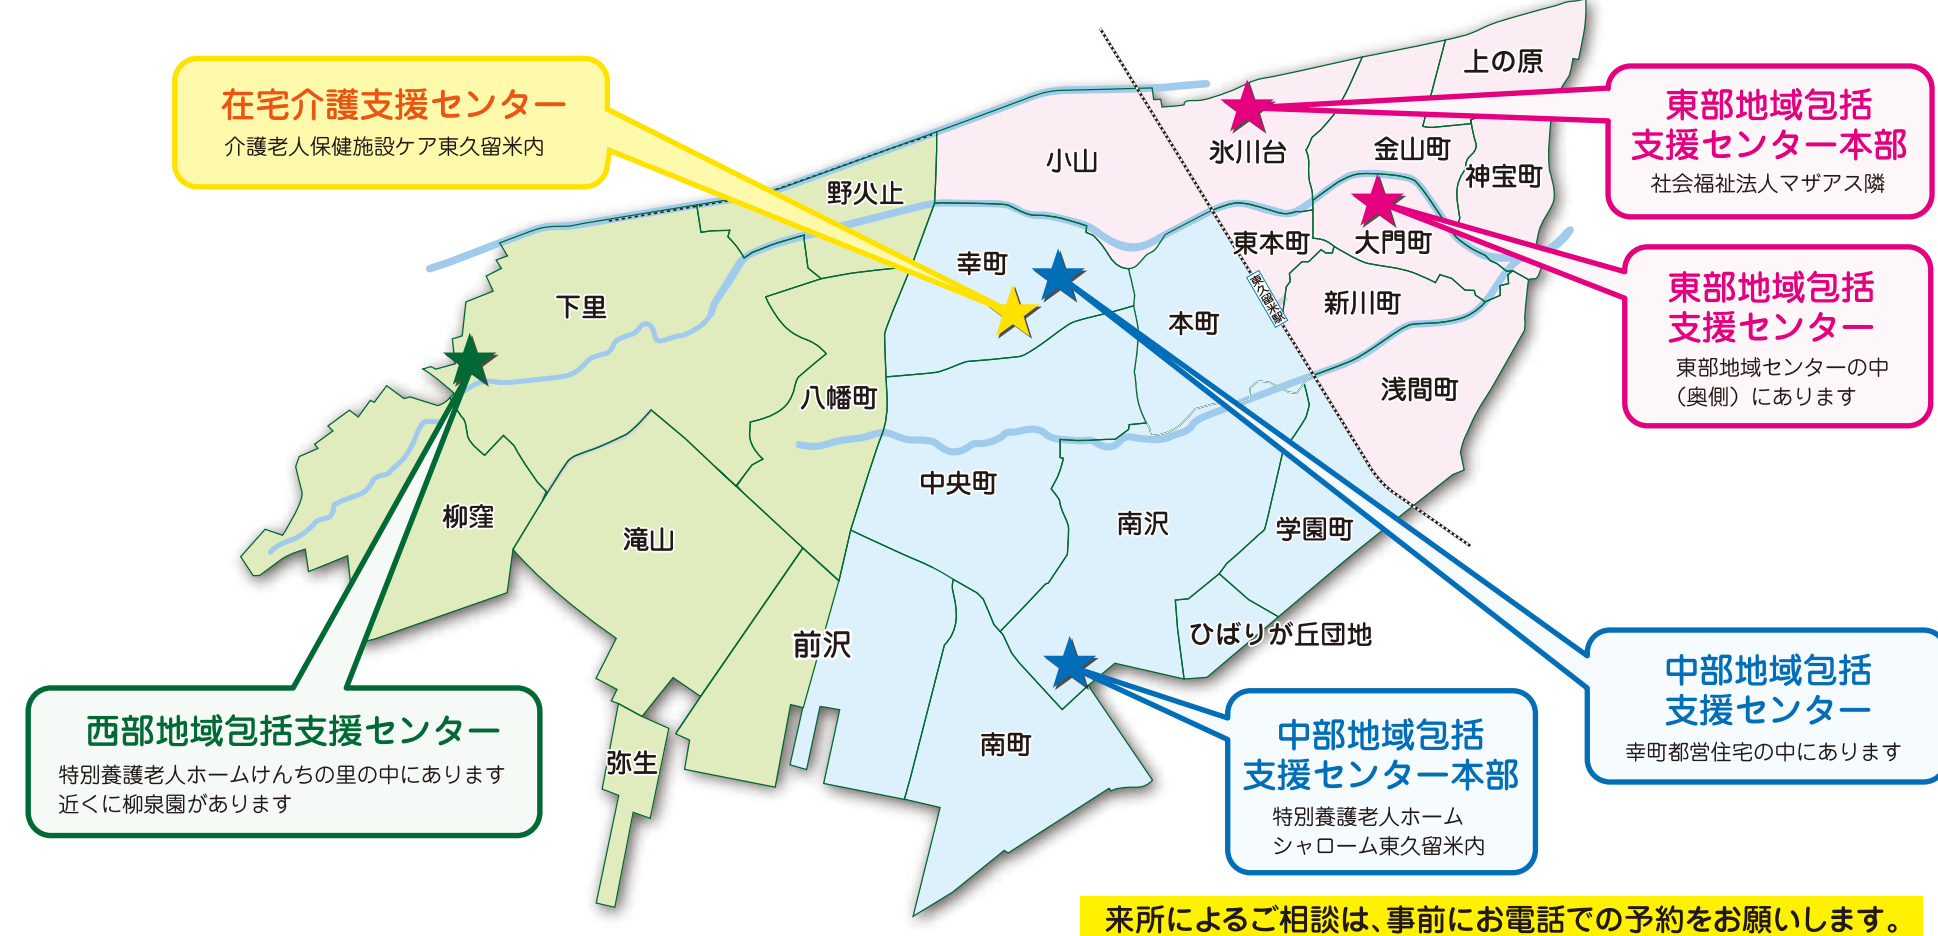 在宅介護支援センター
介護老人保健施設ケア東久留米内
上の原
東部地域包括
支援センター本部
社会福祉法人マザアス隣
小山
氷川台
金山町
神宝町
野火止
東本町
大門町
幸町
東久留米駅
新川町
下里
本町
東部地域包括
支援センター
東部地域センターの中
（奥側）にあります
八幡町
浅間町
中央町
柳窪
滝山
南沢
学園町
前沢
ひばりが丘団地
西部地域包括支援センター
特別養護老人ホームけんちの里の中にあります
近くに柳泉園があります
弥生
南町
中部地域包括
支援センター本部
特別養護老人ホーム
シャローム東久留米内
中部地域包括
支援センター
幸町都営住宅の中にあります
来所によるご相談は、事前にお電話での予約をお願いします。